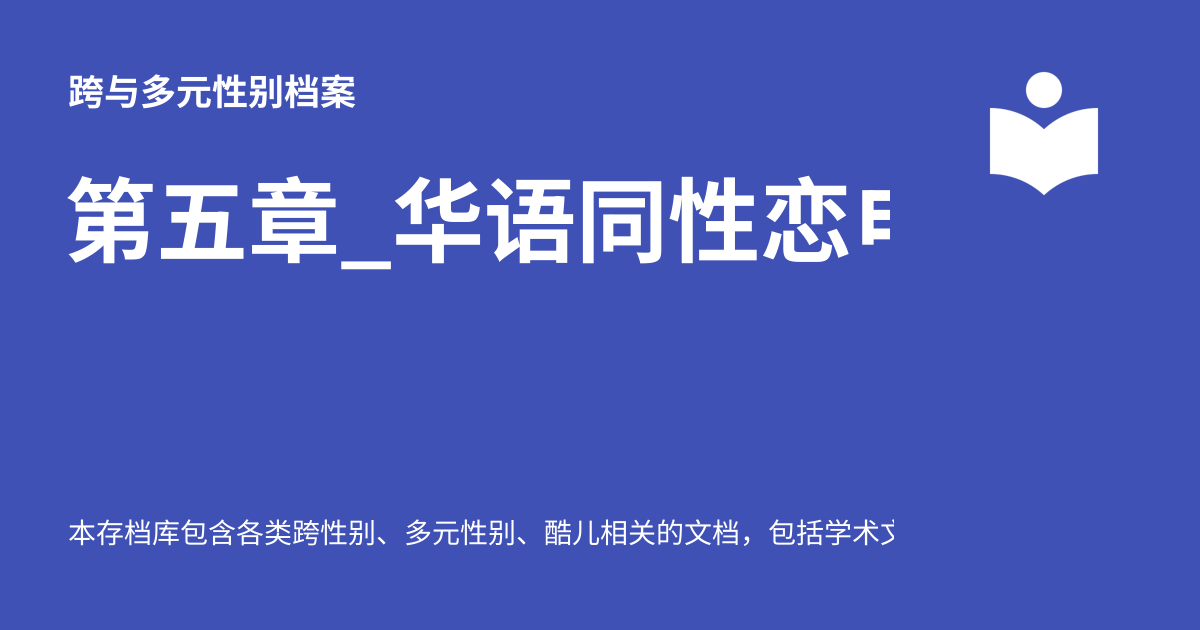 跨与多元性别档案
第五章_华语同性恋
本存档库包含各类跨性别、多元性别、酷儿相关的文档，包括学术